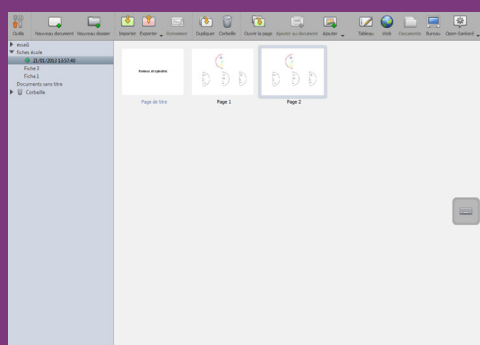 Outils Nouveau document Nouveau dossier Importer Exporter Dupliquer Corbeille Ouvrir la page Ajouter au document Ajouter Tableau Web Documents Bureau Open-Sankoré
fiches école
21/01/2013 13:57:40
Fiche 3
Fiche 1
Documents sans titre
Corbeille
Page de titre Page 1 Page 2